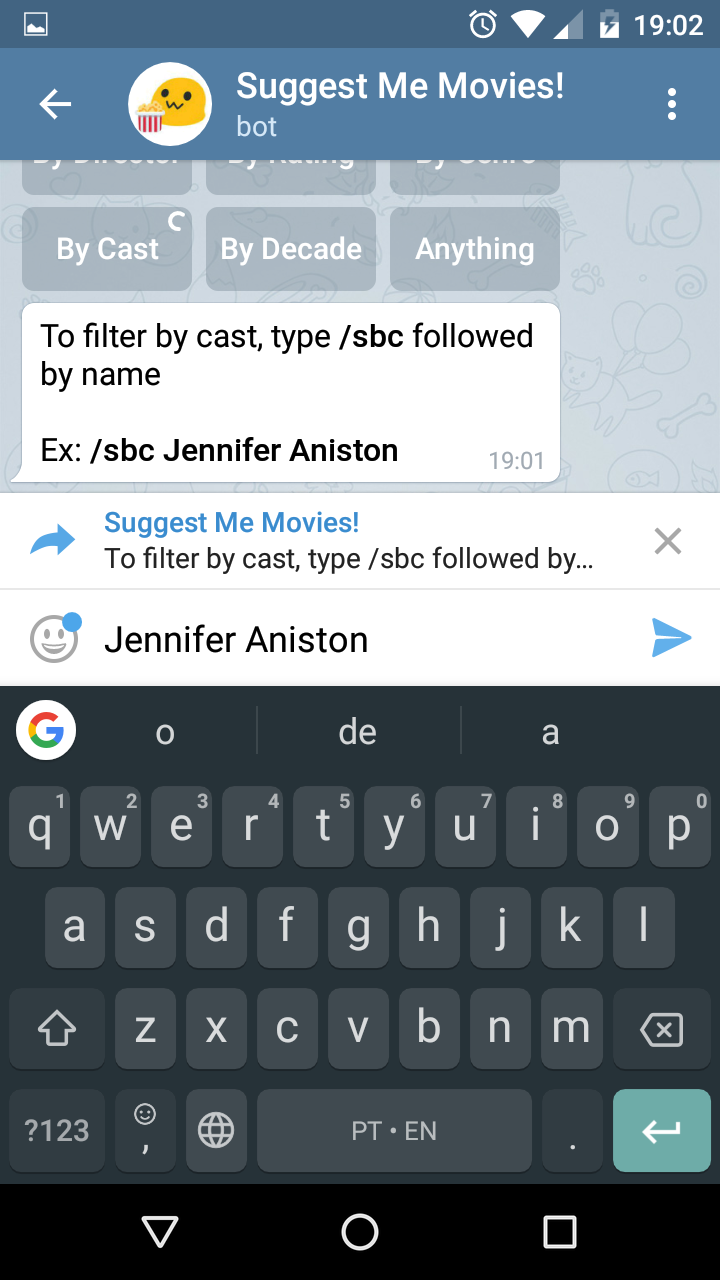 19:02
Suggest Me Movies!
bot
By Director By Rating By Genre
By Cast By Decade Anything
To filter by cast, type /sbc followed
by name
Ex: /sbc Jennifer Aniston 19:01
Suggest Me Movies!
To filter by cast, type /sbc followed by...
Jennifer Aniston
G o de a
q 1 w 2 e 3 r 4 t 5 y 6 u 7 i 8 o 9 p 0
a s d f g h j k l
z x c v b n m
?123 , PT • EN .